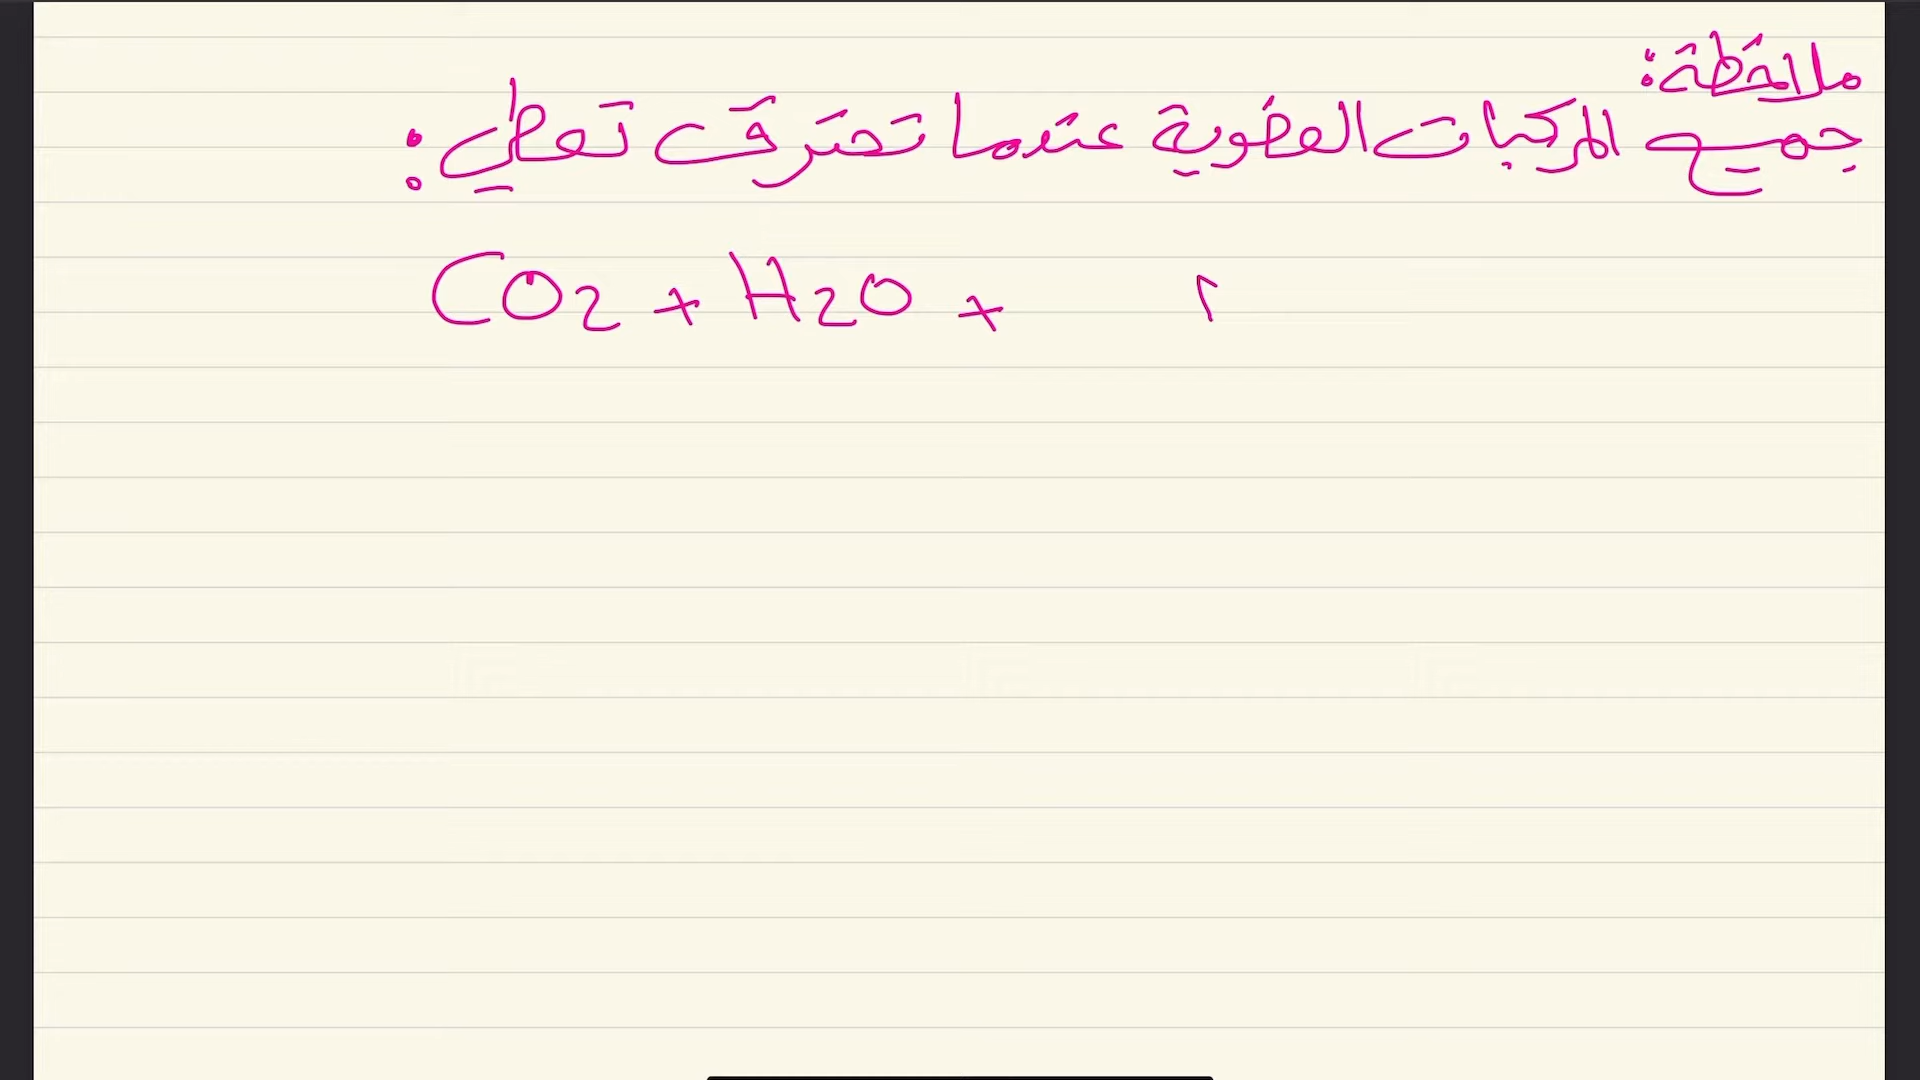 ملاحظة:
جميع المركبات العضوية عندما تحترق تعطي:
CO2 + H2O +